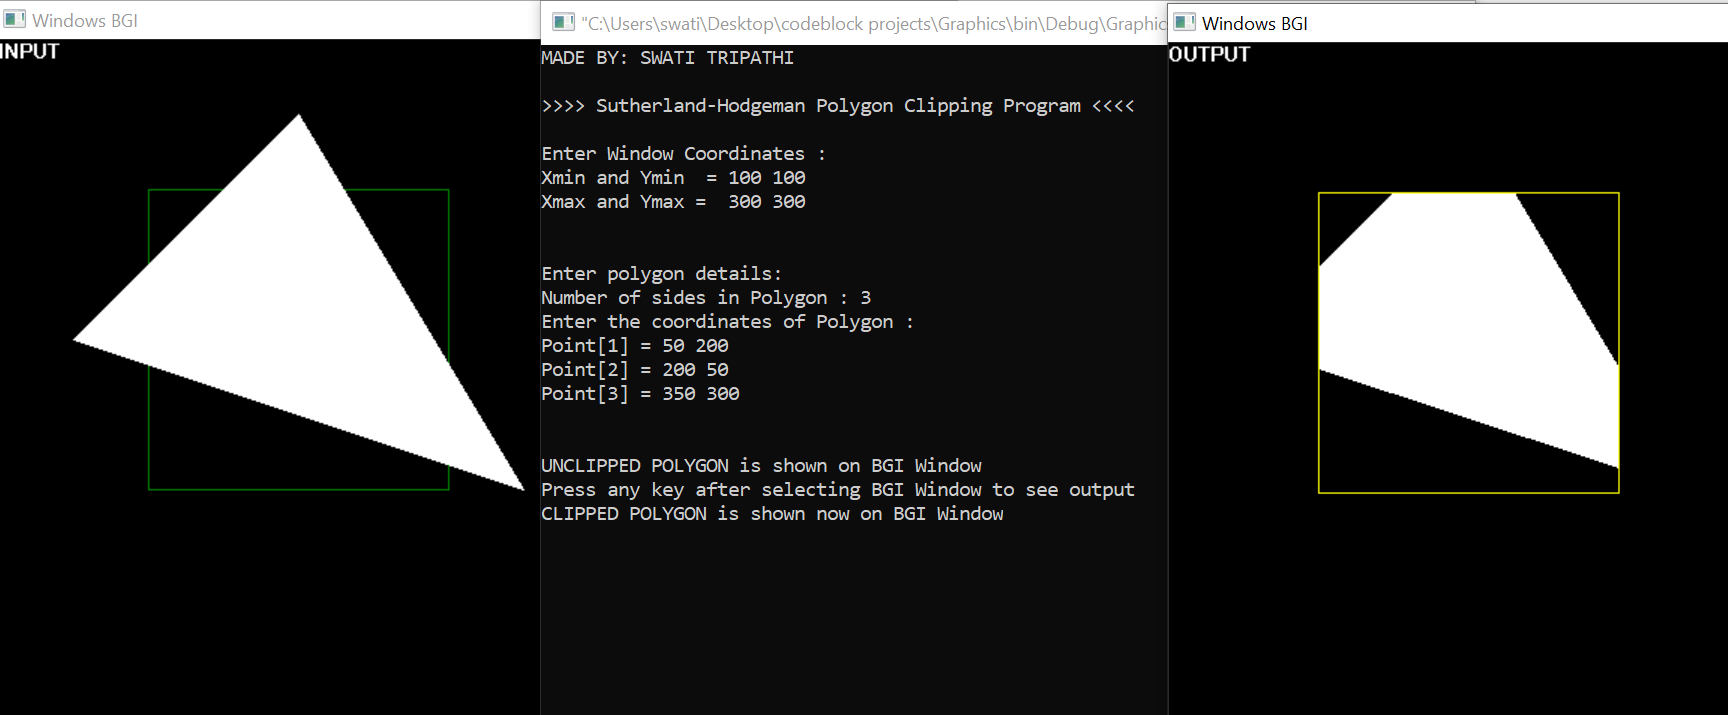 Windows BGI
INPUT
"C:\Users\swati\Desktop\codeblock projects\Graphics\bin\Debug\Graphic
MADE BY: SWATI TRIPATHI
>>>> Sutherland-Hodgeman Polygon Clipping Program <<<<
Enter Window Coordinates :
Xmin and Ymin  = 100 100
Xmax and Ymax =  300 300
Enter polygon details:
Number of sides in Polygon : 3
Enter the coordinates of Polygon :
Point[1] = 50 200
Point[2] = 200 50
Point[3] = 350 300
UNCLIPPED POLYGON is shown on BGI Window
Press any key after selecting BGI Window to see output
CLIPPED POLYGON is shown now on BGI Window
Windows BGI
OUTPUT